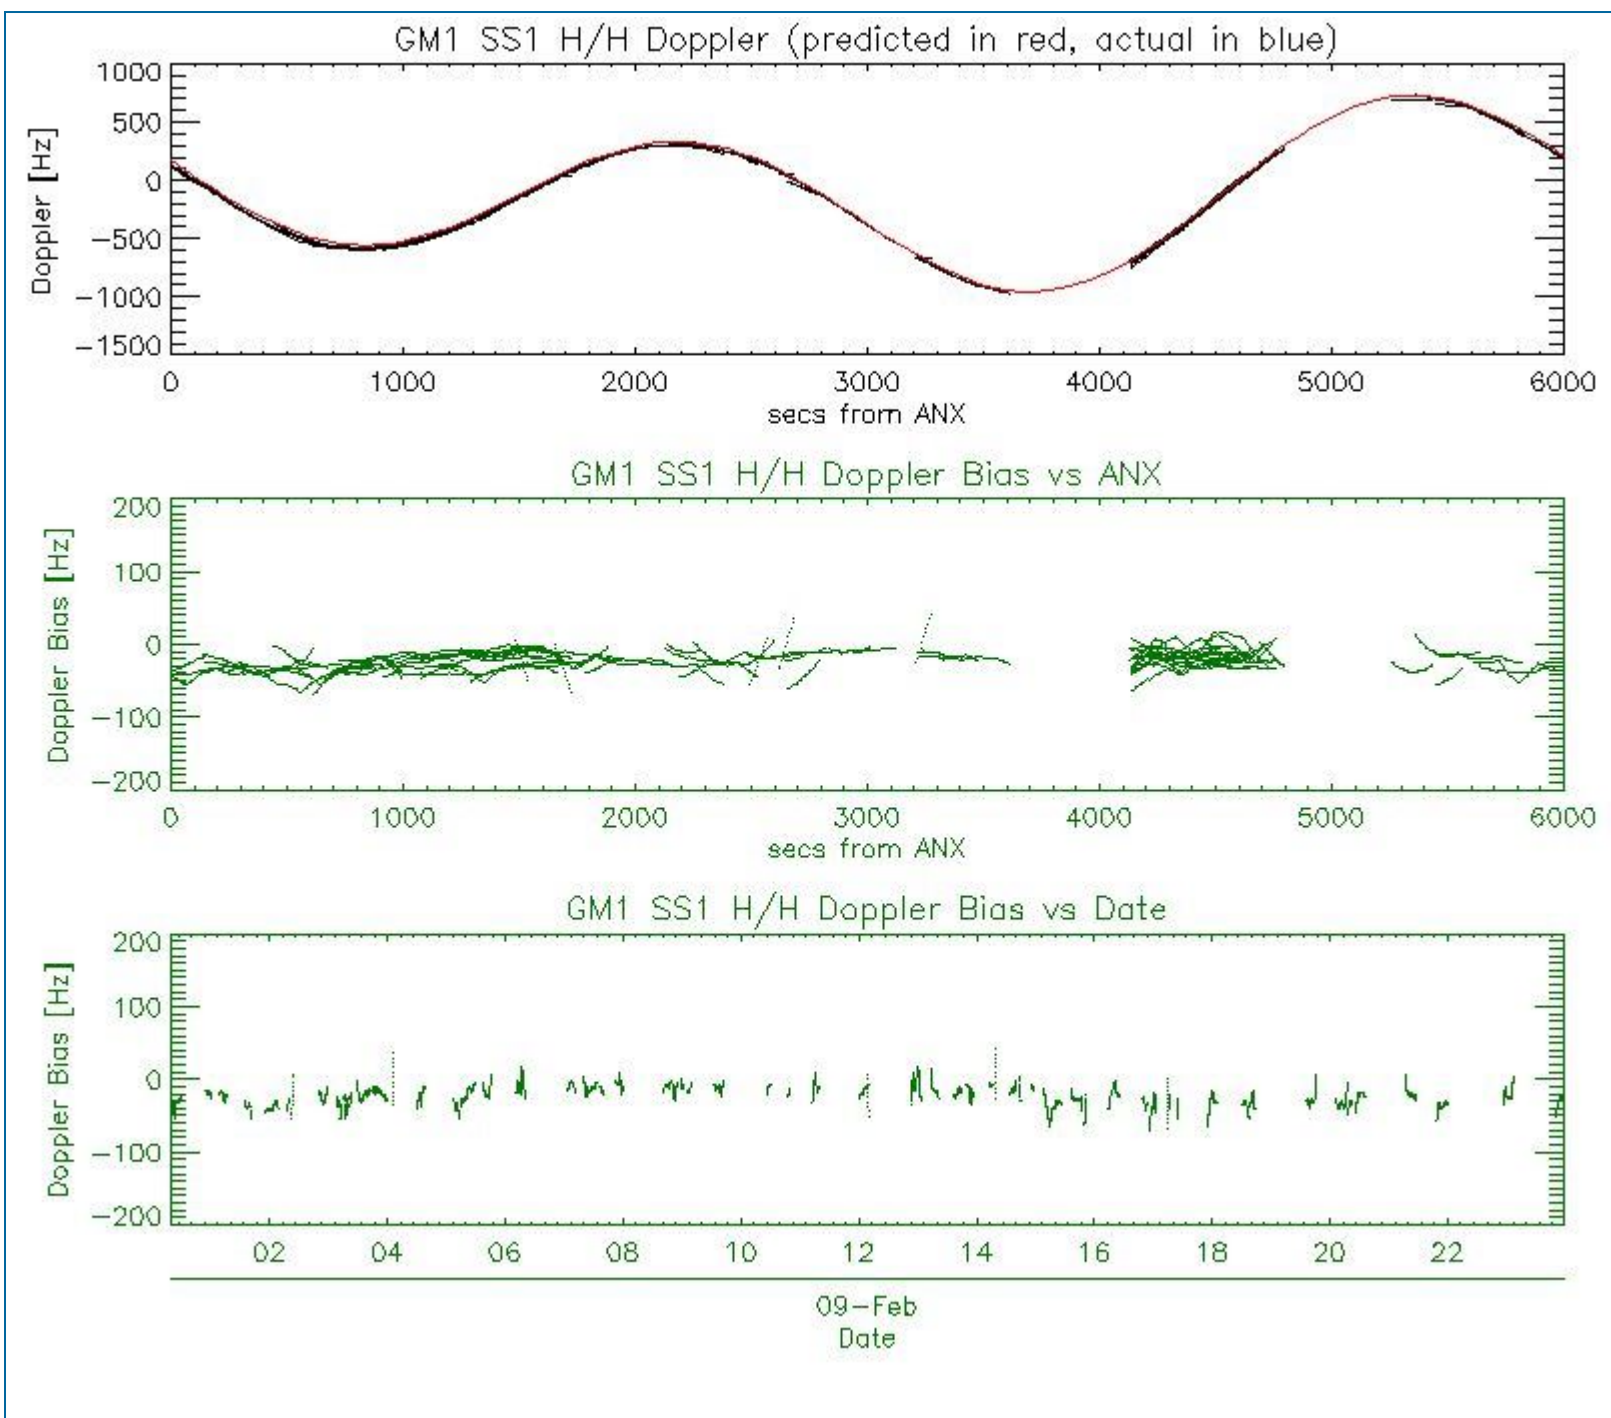 GM1 SS1 H/H Doppler (predicted in red, actual in blue)
1000
500
0
-500
-1000
-1500
Doppler [Hz]
0 1000 2000 3000 4000 5000 6000
secs from ANX
GM1 SS1 H/H Doppler Bias vs ANX
200
100
0
-100
-200
Doppler Bias [Hz]
0 1000 2000 3000 4000 5000 6000
secs from ANX
GM1 SS1 H/H Doppler Bias vs Date
200
100
0
-100
-200
Doppler Bias [Hz]
02 04 06 08 10 12 14 16 18 20 22
09-Feb
Date